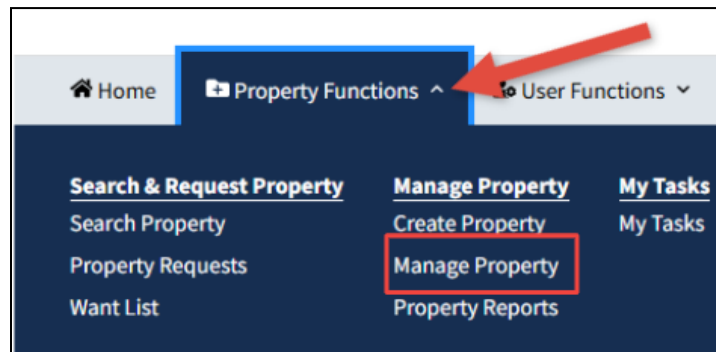 Home Property Functions User Functions
Search & Request Property Manage Property My Tasks
Search Property Create Property My Tasks
Property Requests Manage Property
Want List Property Reports